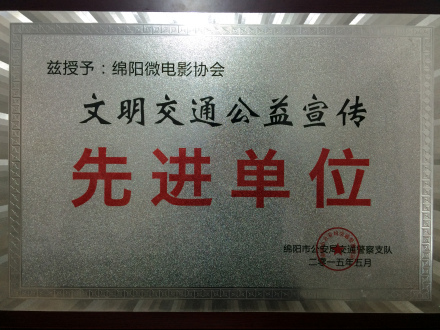 兹授予：绵阳微电影协会
文明交通公益宣传
先进单位
绵阳市公安局交通警察支队
二零一五年五月